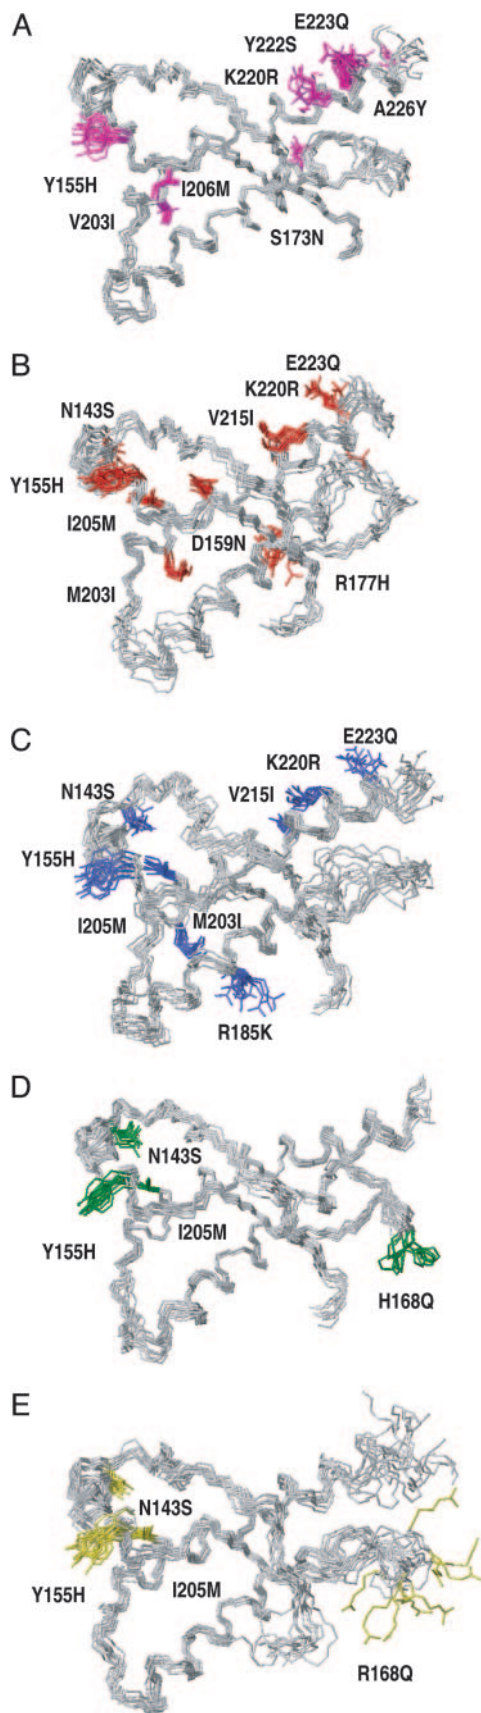 A
E223Q
Y222S
K220R
A226Y
Y155H
I206M
V203I
S173N
B
E223Q
K220R
N143S
V215I
Y155H
I205M
D159N
M203I
R177H
C
E223Q
K220R
N143S
V215I
Y155H
I205M
M203I
R185K
D
N143S
I205M
Y155H
H168Q
E
N143S
Y155H
I205M
R168Q